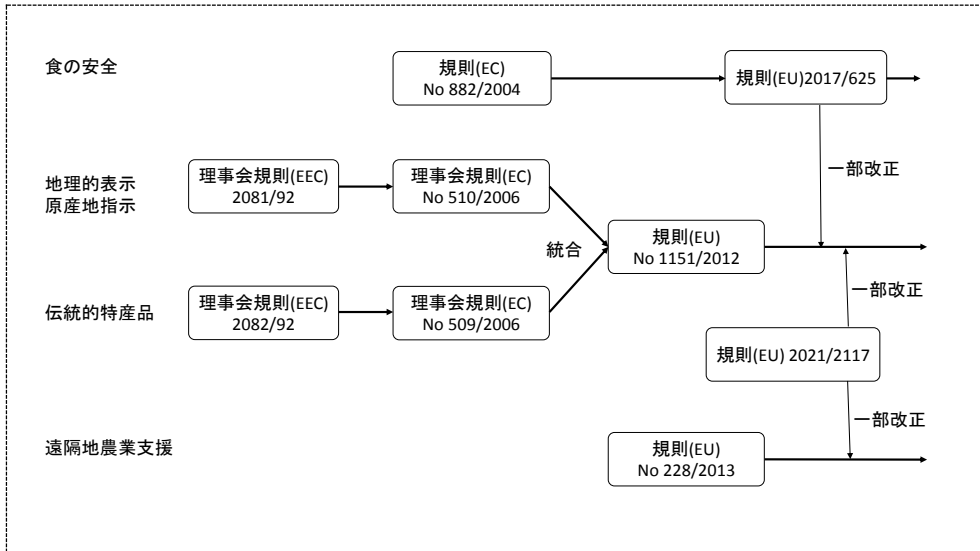 食の安全
規則(EC)
No 882/2004
規則(EU)2017/625
一部改正
地理的表示
原産地指示
理事会規則(EEC)
2081/92
理事会規則(EC)
No 510/2006
統合
規則(EU)
No 1151/2012
伝統的特産品
理事会規則(EEC)
2082/92
理事会規則(EC)
No 509/2006
一部改正
規則(EU) 2021/2117
一部改正
遠隔地農業支援
規則(EU)
No 228/2013